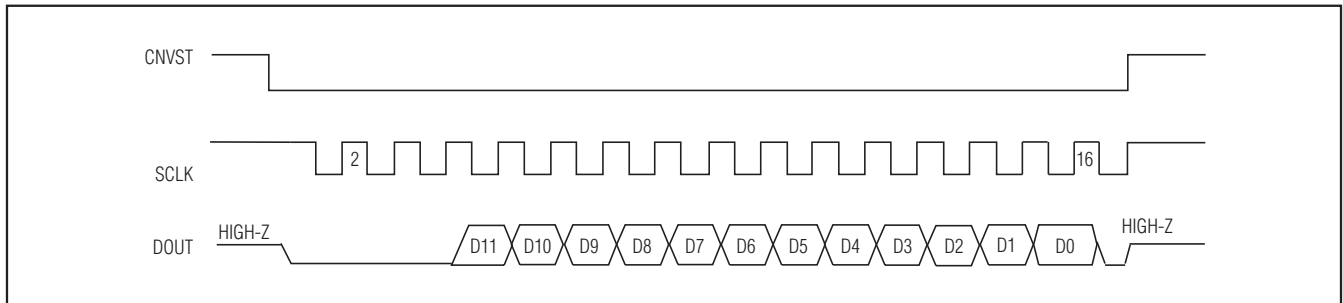 CNVST
SCLK
2
16
DOUT
HIGH-Z
D11
D10
D9
D8
D7
D6
D5
D4
D3
D2
D1
D0
HIGH-Z